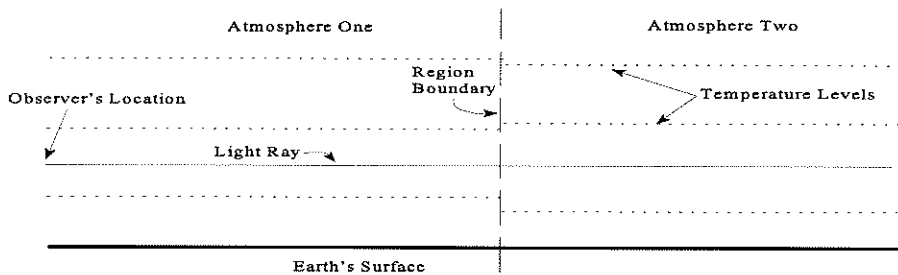 Atmosphere One
Atmosphere Two
Region
Boundary
Observer's Location
Temperature Levels
Light Ray
Earth's Surface